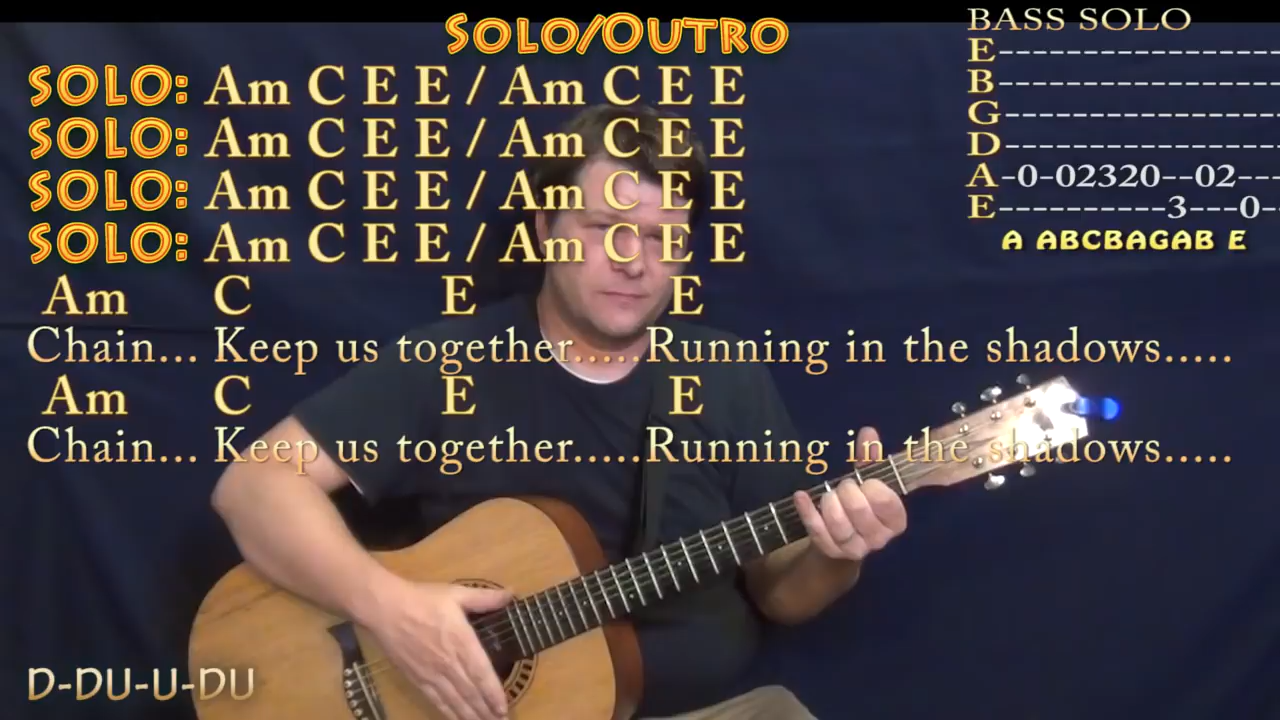 SOLO/OUTRO
SOLO: Am C E E / Am C E E
SOLO: Am C E E / Am C E E
SOLO: Am C E E / Am C E E
SOLO: Am C E E / Am C E E
Am C E E
Chain... Keep us together.....Running in the shadows.....
Am C E E
Chain... Keep us together.....Running in the shadows.....
D-DU-U-DU
BASS SOLO
E------------------
B------------------
G------------------
D------------------
A-0-02320--02---
E----------3---0-
A ABCBAGAB E